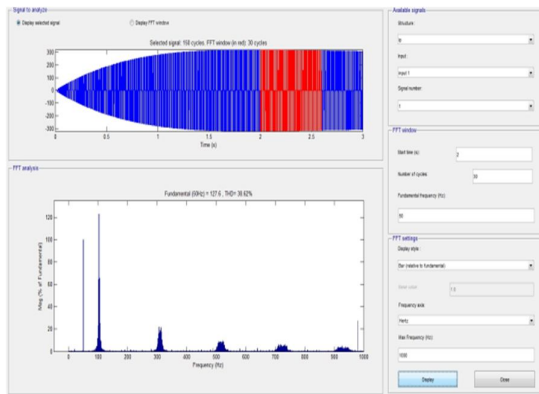 Signal to analyze
Display selected signal
Display FFT window
Selected signal: 150 cycles. FFT window (in red): 30 cycles
300
200
100
0
-100
-200
-300
0
0.5
1
1.5
2
2.5
3
Time (s)
FFT analysis
Fundamental (50Hz) = 127.6 , THD= 38.62%
120
100
80
60
40
20
0
Mag (% of Fundamental)
0
100
200
300
400
500
600
700
800
900
1000
Frequency (Hz)
Available signals
Structure:
Input:
input 1
Signal number:
1
FFT window
Start time (s):
2
Number of cycles:
30
Fundamental frequency (Hz):
50
FFT settings
Display style:
Bar (relative to fundamental)
Base value:
1.0
Frequency axis:
Hertz
Max Frequency (Hz):
1000
Display
Close